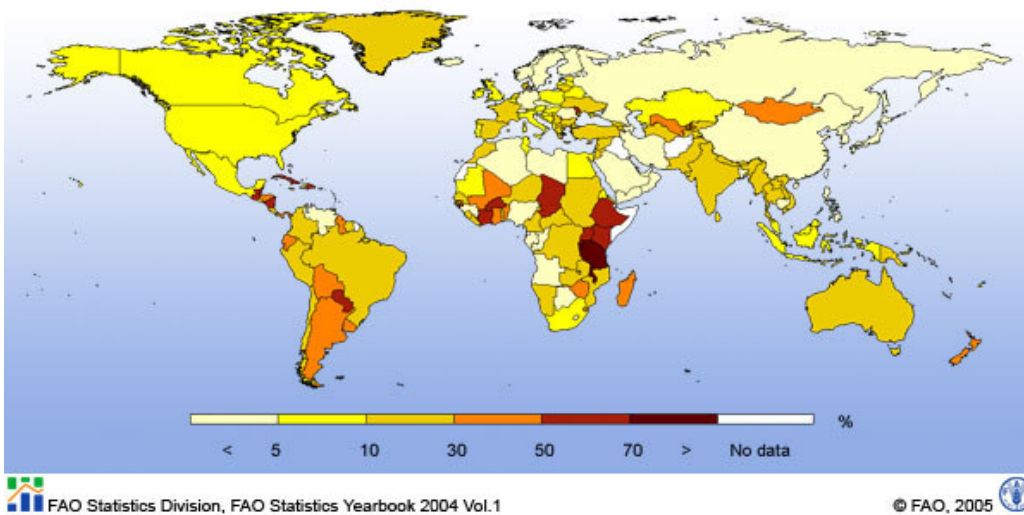 %
< 5 10 30 50 70 > No data
FAO Statistics Division, FAO Statistics Yearbook 2004 Vol.1
© FAO, 2005